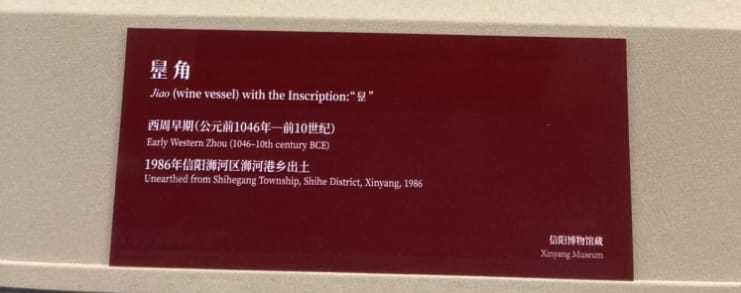 角
Jiao (wine vessel) with the Inscription:“ ”
西周早期（公元前1046年—前10世纪）
Early Western Zhou (1046–10th century BCE)
1986年信阳浉河区浉河港乡出土
Unearthed from Shihegang Township, Shihe District, Xinyang, 1986
信阳博物馆藏
Xinyang Museum